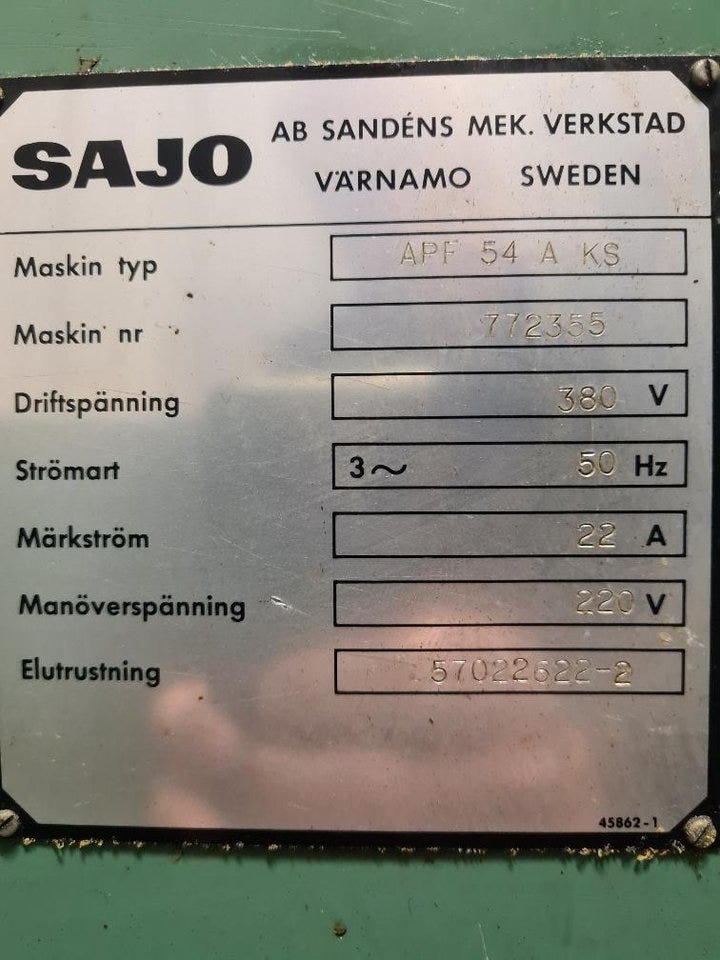 SAJO
AB SANDÉNS MEK. VERKSTAD
VÄRNAMO SWEDEN
Maskin typ APF 54 A KS
Maskin nr 772355
Driftspänning 380 V
Strömart 3~ 50 Hz
Märkström 22 A
Manöverspänning 220 V
Elutrustning 57022622-2
45862-1